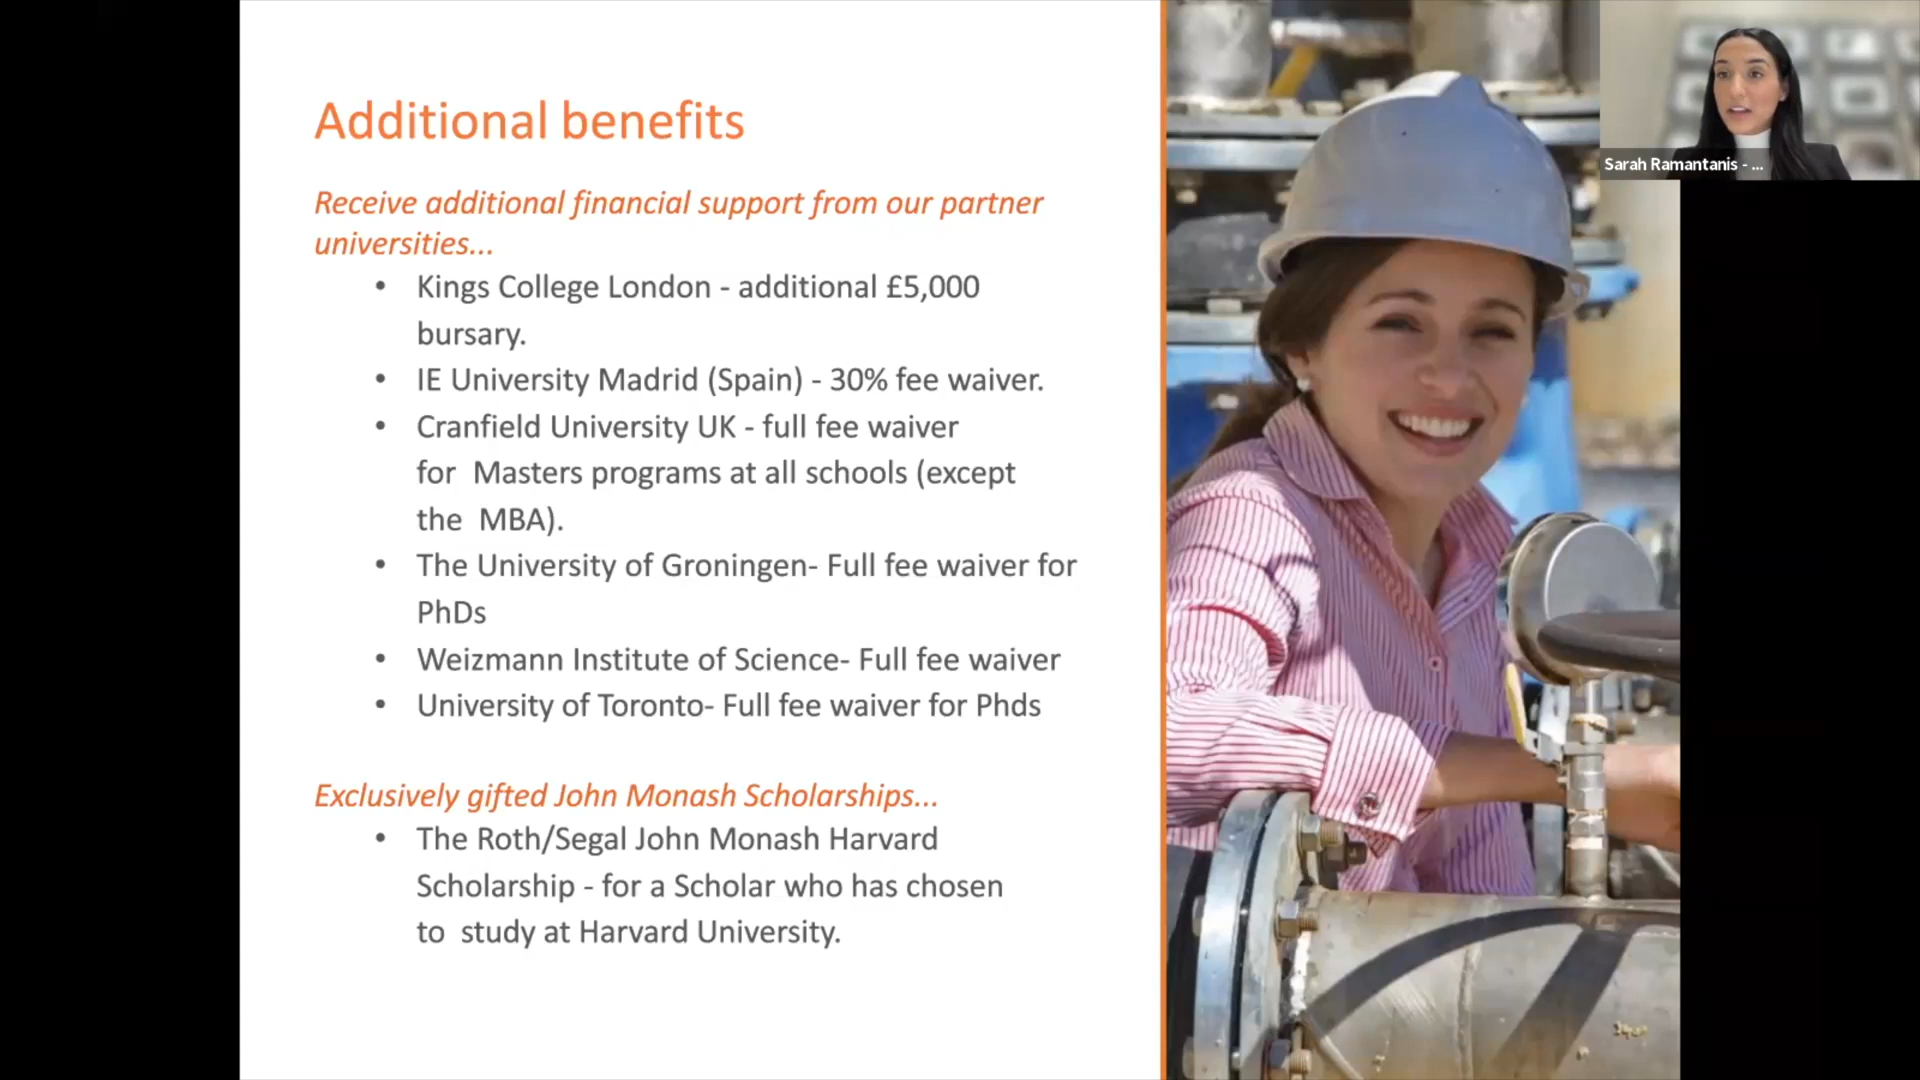 Additional benefits
Receive additional financial support from our partner
universities...
• Kings College London - additional £5,000
bursary.
• IE University Madrid (Spain) - 30% fee waiver.
• Cranfield University UK - full fee waiver
for  Masters programs at all schools (except
the  MBA).
• The University of Groningen- Full fee waiver for
PhDs
• Weizmann Institute of Science- Full fee waiver
• University of Toronto- Full fee waiver for Phds
Exclusively gifted John Monash Scholarships...
• The Roth/Segal John Monash Harvard
Scholarship - for a Scholar who has chosen
to  study at Harvard University.
Sarah Ramantanis - ...